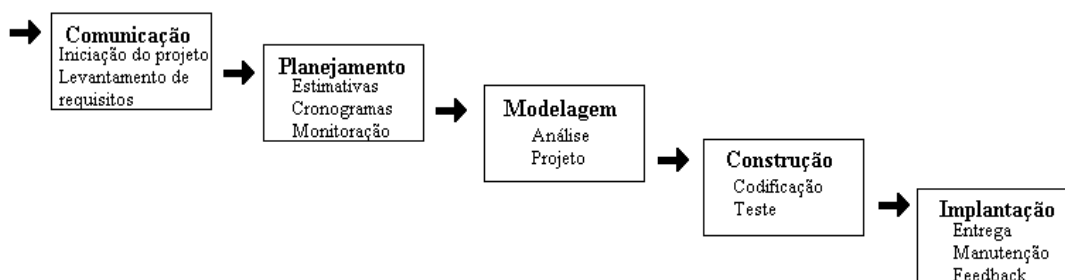 Comunicação
Iniciação do projeto
Levantamento de
requisitos
Planejamento
Estimativas
Cronogramas
Monitoração
Modelagem
Análise
Projeto
Construção
Codificação
Teste
Implantação
Entrega
Manutenção
Feedback